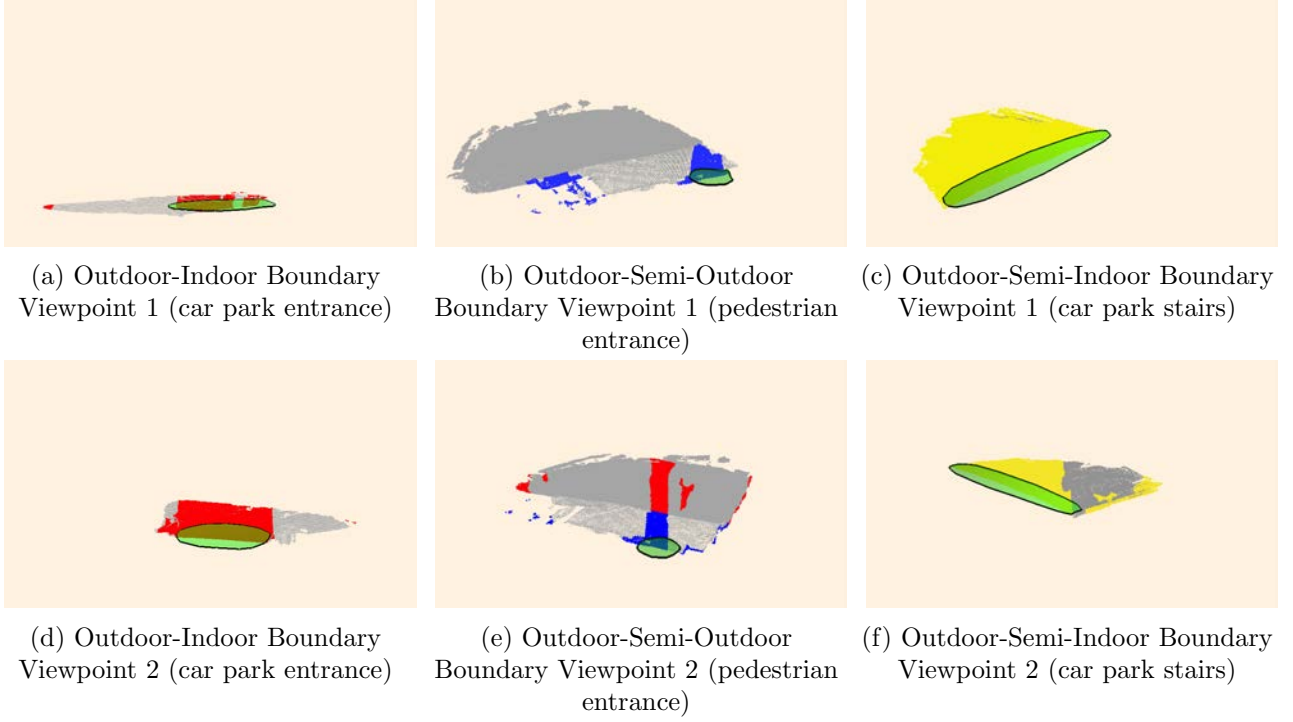 (a) Outdoor-Indoor Boundary
Viewpoint 1 (car park entrance)
(b) Outdoor-Semi-Outdoor
Boundary Viewpoint 1 (pedestrian
entrance)
(c) Outdoor-Semi-Indoor Boundary
Viewpoint 1 (car park stairs)
(d) Outdoor-Indoor Boundary
Viewpoint 2 (car park entrance)
(e) Outdoor-Semi-Outdoor
Boundary Viewpoint 2 (pedestrian
entrance)
(f) Outdoor-Semi-Indoor Boundary
Viewpoint 2 (car park stairs)